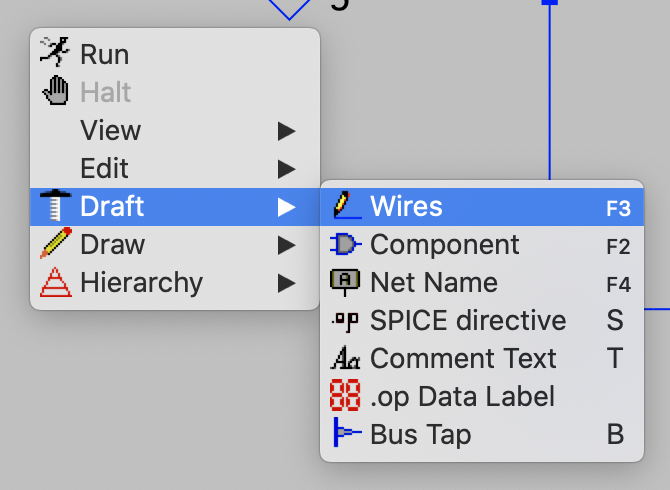 5
Run
Halt
View
Edit
Draft
Draw
Hierarchy
Wires F3
Component F2
Net Name F4
SPICE directive S
Comment Text T
.op Data Label
Bus Tap B